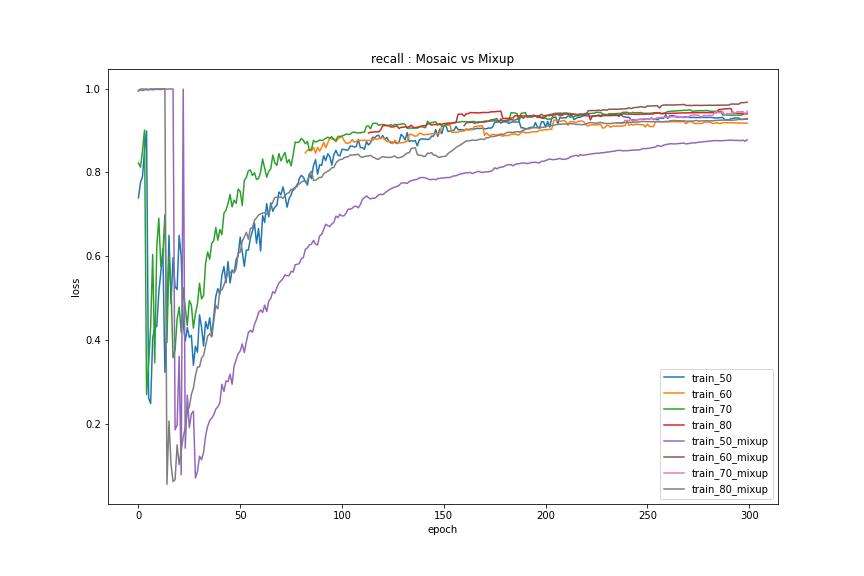 recall : Mosaic vs Mixup
1.0
0.8
0.6
0.4
0.2
loss
0
50
100
150
200
250
300
epoch
train_50
train_60
train_70
train_80
train_50_mixup
train_60_mixup
train_70_mixup
train_80_mixup